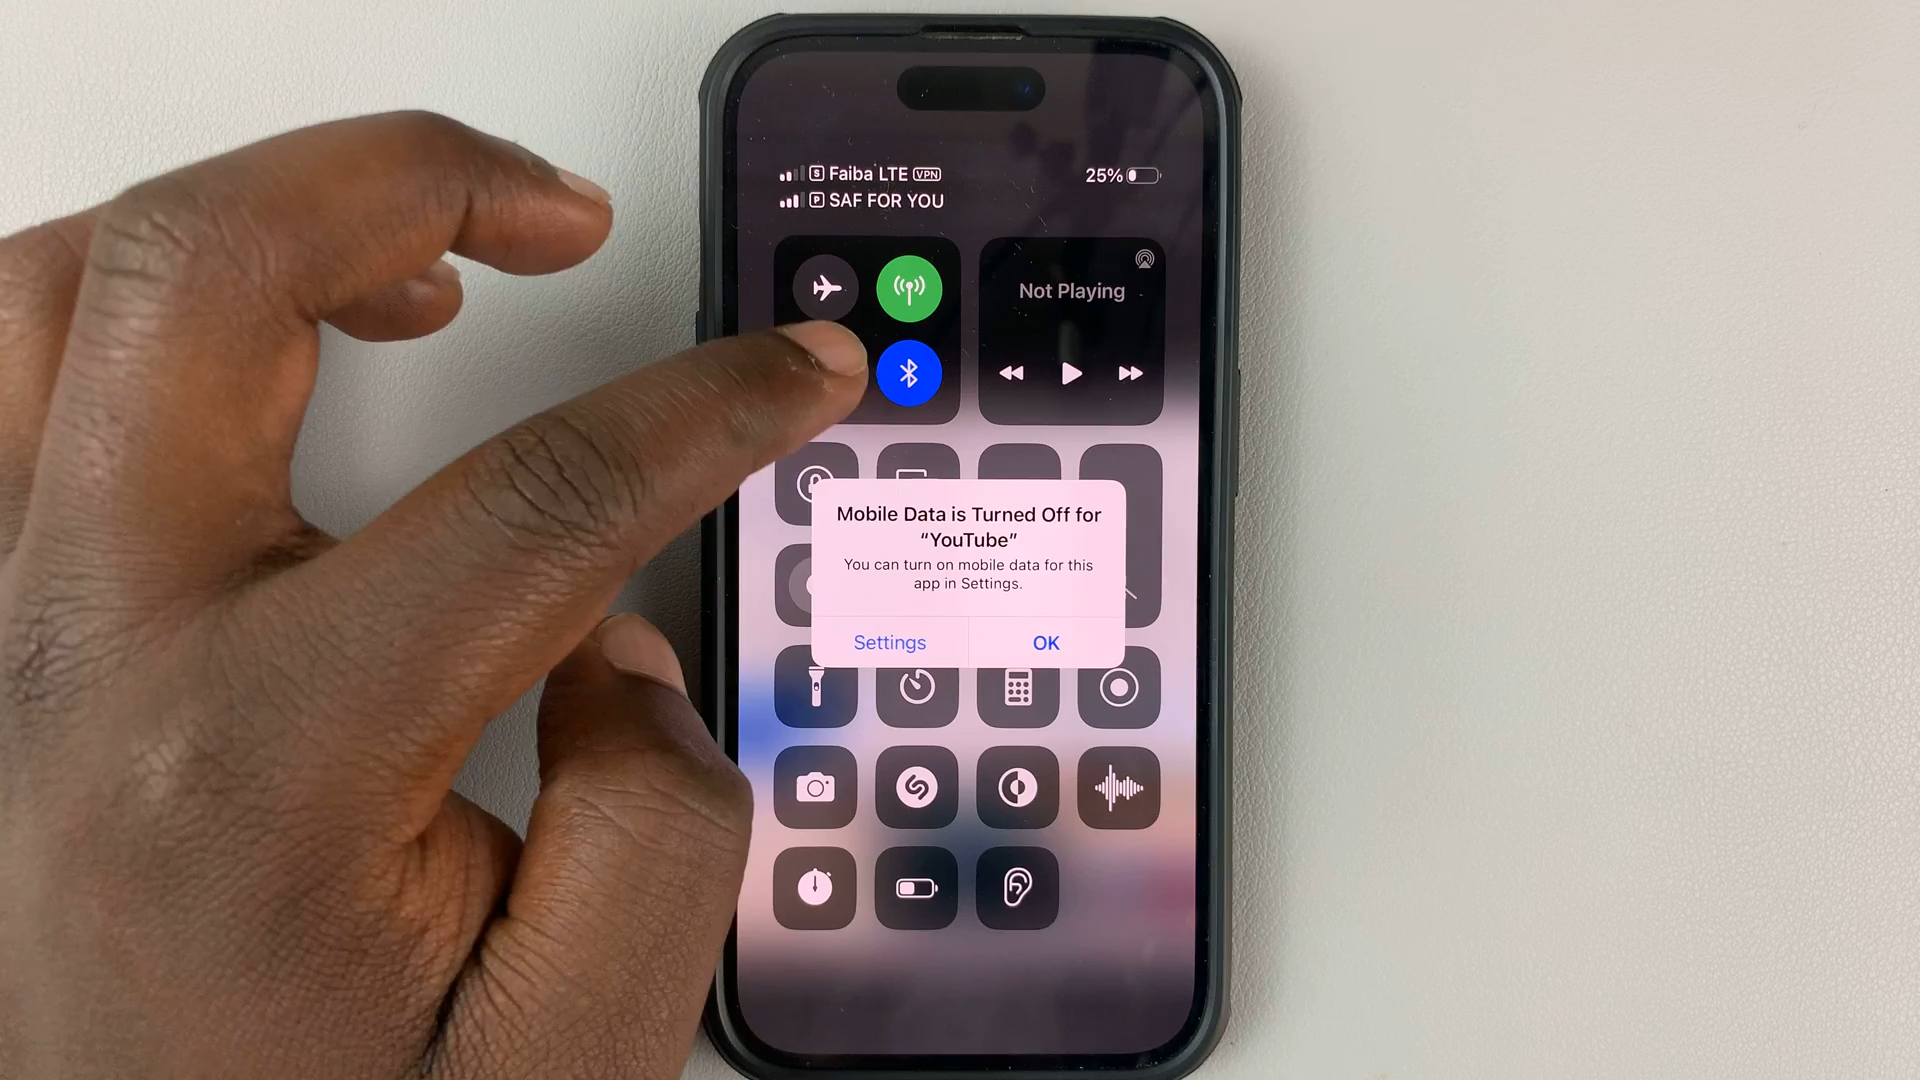 S Faiba LTE VPN
25%
P SAF FOR YOU
Not Playing
Mobile Data is Turned Off for
“YouTube”
You can turn on mobile data for this
app in Settings.
Settings
OK